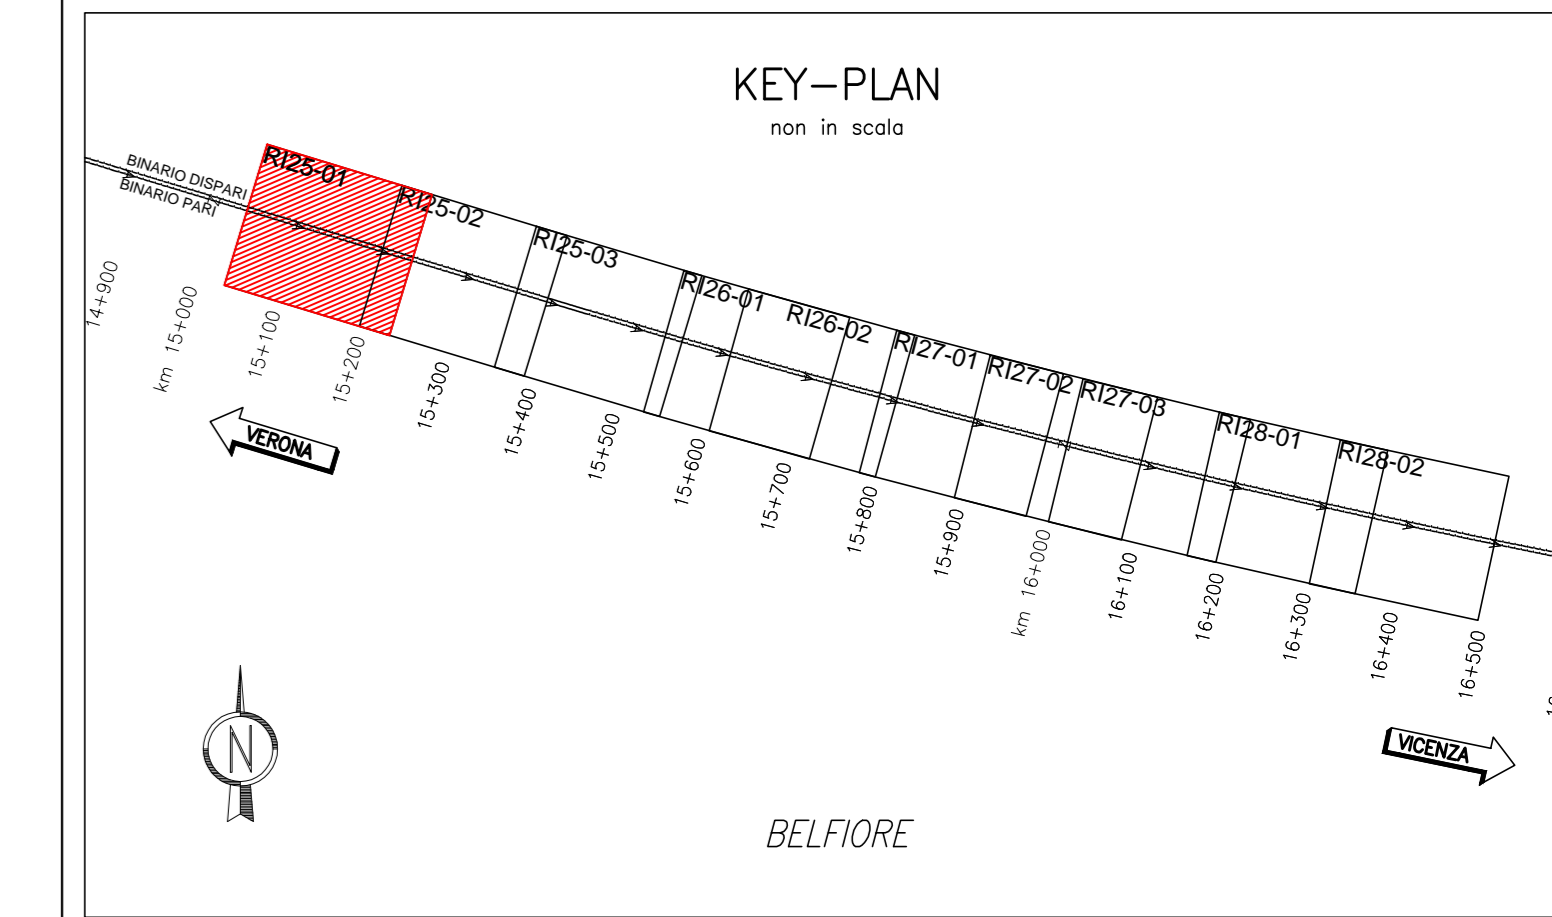 KEY-PLAN
non in scala
BINARIO DISPARI
BINARIO PARI
RI25-01
RI25-02
RI25-03
RI26-01
RI26-02
RI27-01
RI27-02
RI27-03
RI28-01
RI28-02
14+900
km 15+000
15+100
15+200
15+300
15+400
15+500
15+600
15+700
15+800
15+900
km 16+000
16+100
16+200
16+300
16+400
16+500
VERONA
VICENZA
N
BELFIORE